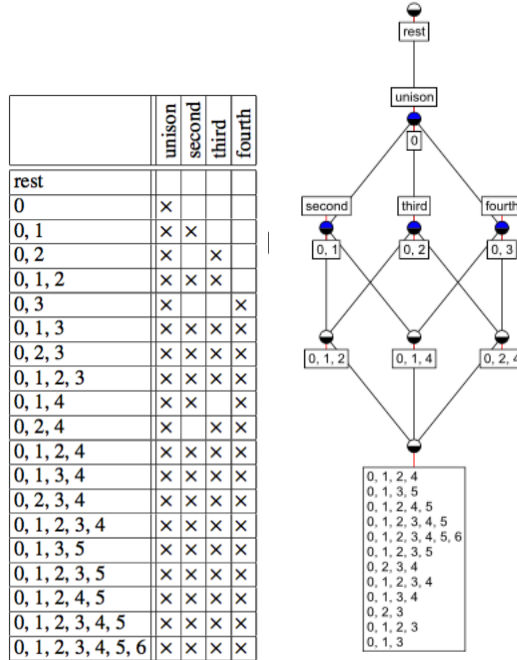 unison second third fourth
rest
0 ×
0, 1 × ×
0, 2 × ×
0, 1, 2 × × ×
0, 3 × ×
0, 1, 3 × × × ×
0, 2, 3 × × × ×
0, 1, 2, 3 × × × ×
0, 1, 4 × × ×
0, 2, 4 × × ×
0, 1, 2, 4 × × × ×
0, 1, 3, 4 × × × ×
0, 2, 3, 4 × × × ×
0, 1, 2, 3, 4 × × × ×
0, 1, 3, 5 × × × ×
0, 1, 2, 3, 5 × × × ×
0, 1, 2, 4, 5 × × × ×
0, 1, 2, 3, 4, 5 × × × ×
0, 1, 2, 3, 4, 5, 6 × × × ×
rest
unison
0
second third fourth
0, 1 0, 2 0, 3
0, 1, 2 0, 1, 4 0, 2, 4
0, 1, 2, 4
0, 1, 3, 5
0, 1, 2, 4, 5
0, 1, 2, 3, 4, 5
0, 1, 2, 3, 4, 5, 6
0, 1, 2, 3, 5
0, 2, 3, 4
0, 1, 2, 3, 4
0, 1, 3, 4
0, 2, 3
0, 1, 2, 3
0, 1, 3